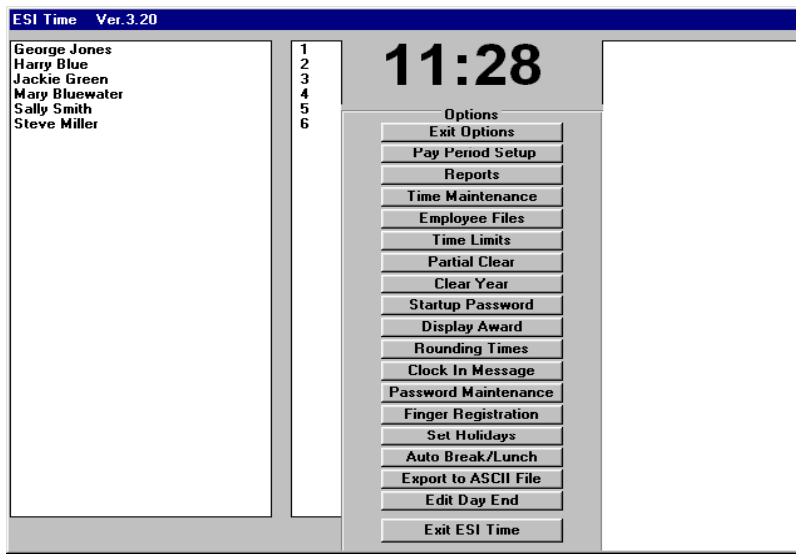 ESI Time Ver.3.20
George Jones
Harry Blue
Jackie Green
Mary Bluewater
Sally Smith
Steve Miller
1
2
3
4
5
6
11:28
Options
Exit Options
Pay Period Setup
Reports
Time Maintenance
Employee Files
Time Limits
Partial Clear
Clear Year
Startup Password
Display Award
Rounding Times
Clock In Message
Password Maintenance
Finger Registration
Set Holidays
Auto Break/Lunch
Export to ASCII File
Edit Day End
Exit ESI Time